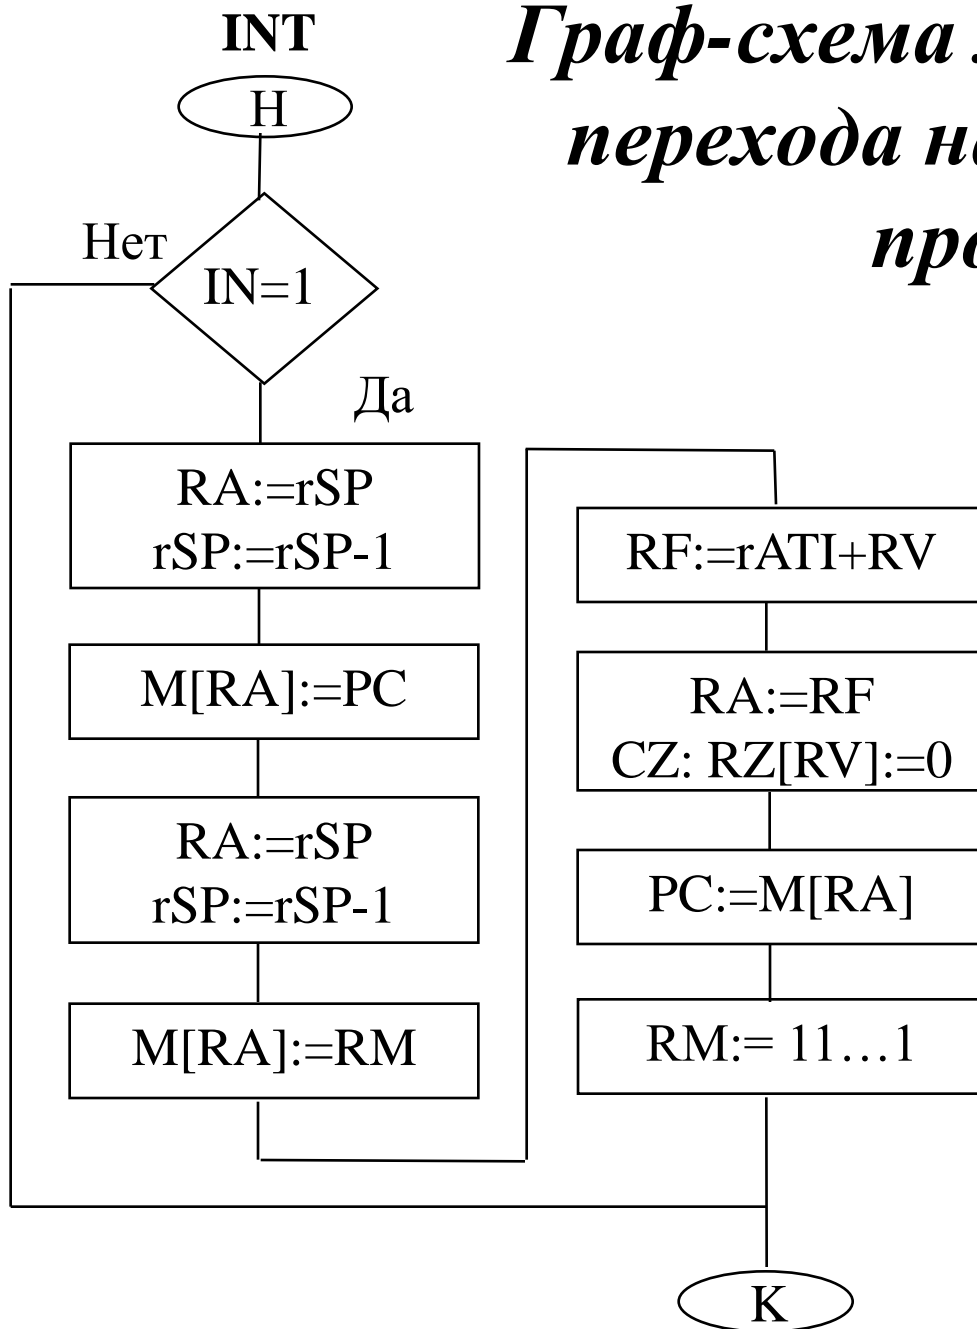 INT
Граф-схема
перехода
Н
Нет
IN=1
Да
RA:=rSP
rSP:=rSP-1
M[RA]:=PC
RA:=rSP
rSP:=rSP-1
M[RA]:=RM
RF:=rATI+RV
RA:=RF
CZ: RZ[RV]:=0
PC:=M[RA]
RM:= 11…1
К